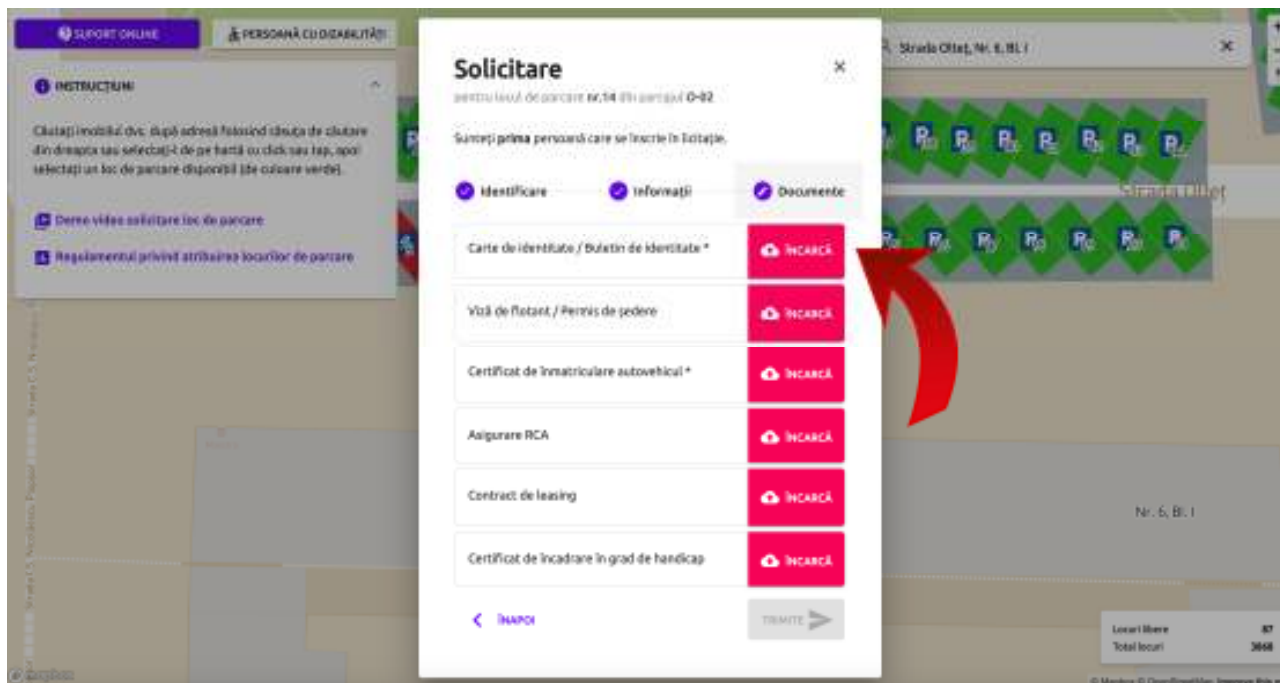 SUPORT ONLINE
PERSOANĂ CU DIZABILITĂȚI
INSTRUCȚIUNI
Căutați imobilul dvs. după adresă folosind căsuța de căutare
din dreapta sau selectați-l de pe hartă cu click sau tap, apoi
selectați un loc de parcare disponibil (de culoare verde).
Demo video solicitare loc de parcare
Regulamentul privind atribuirea locurilor de parcare
Solicitare
pentru locul de parcare nr.14 din parcajul O-02
Sunteți prima persoană care se înscrie în licitație.
Identificare
Informații
Documente
Carte de identitate / Buletin de identitate *
ÎNCARCĂ
Viză de flotant / Permis de ședere
ÎNCARCĂ
Certificat de înmatriculare autovehicul *
ÎNCARCĂ
Asigurare RCA
ÎNCARCĂ
Contract de leasing
ÎNCARCĂ
Certificat de încadrare în grad de handicap
ÎNCARCĂ
ÎNAPOI
TRIMITE
Strada Olteț, Nr. 6, Bl. I
Strada Olteț
Nr. 6, Bl. I
Locuri libere 87
Total locuri 3868
© Mapbox © OpenStreetMap Improve this
mapbox